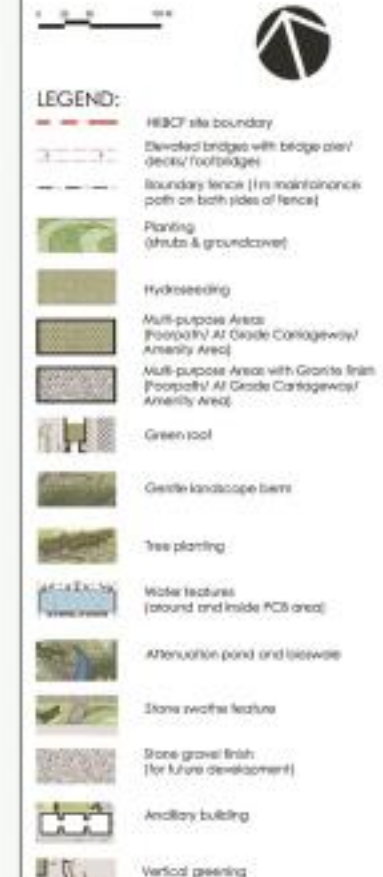 LEGEND:
HKBCF site boundary
Elevated bridges with bridge pier/
decks/ footbridges
Boundary fence (1m maintainance
path on both sides of fence)
Planting
(shrubs & groundcover)
Hydroseeding
Multi-purpose Areas
(Footpath/ At Grade Carriageway/
Amenity Area)
Multi-purpose Areas with Granite finish
(Footpath/ At Grade Carriageway/
Amenity Area)
Green roof
Gentle landscape berm
Tree planting
Water features
(around and inside PCB area)
Attenuation pond and bioswale
Stone swathe feature
Stone gravel finish
(for future development)
Ancillary building
Vertical greening